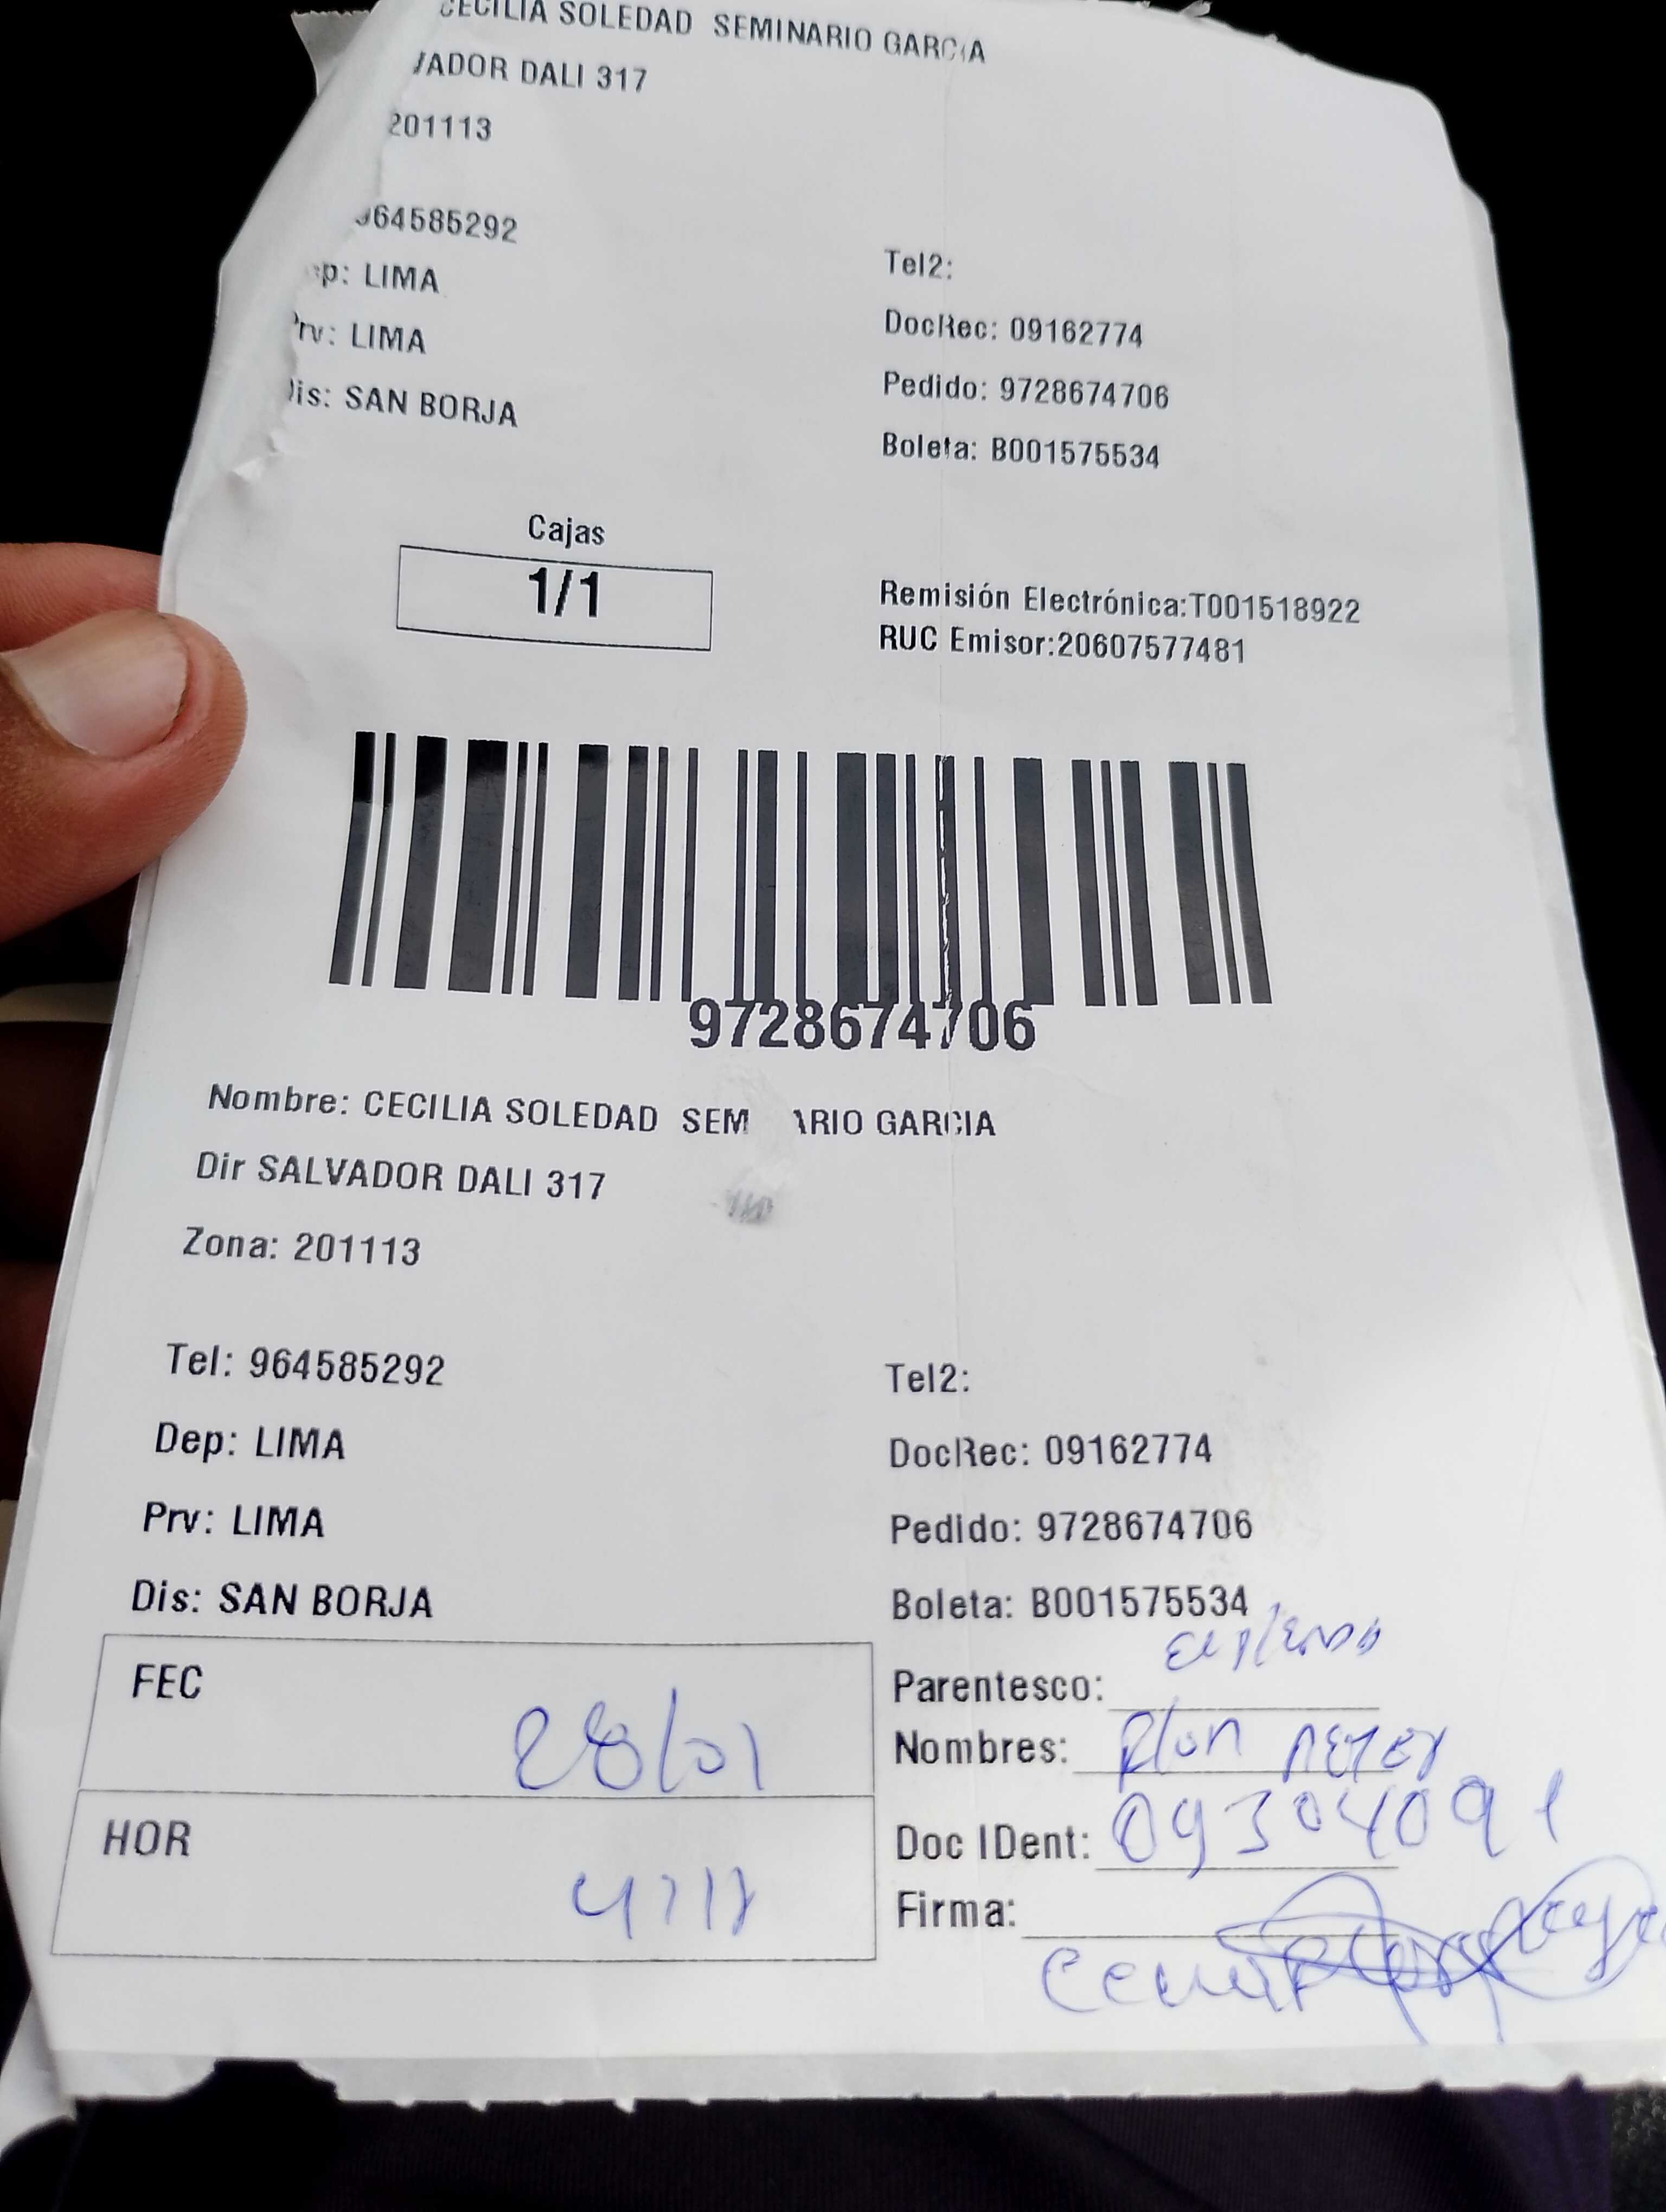 CECILIA SOLEDAD SEMINARIO GARCIA
VADOR DALI 317
201113
964585292
Tel2:
ep: LIMA
DocRec: 09162774
Prv: LIMA
Pedido: 9728674706
Dis: SAN BORJA
Boleta: B001575534
Cajas
1/1
Remisión Electrónica:T001518922
RUC Emisor:20607577481
9728674706
Nombre: CECILIA SOLEDAD SEM ARIO GARCIA
Dir SALVADOR DALI 317
Zona: 201113
Tel: 964585292
Tel2:
Dep: LIMA
DocRec: 09162774
Prv: LIMA
Pedido: 9728674706
Dis: SAN BORJA
Boleta: B001575534
FEC 28/01
Parentesco:
Nombres:
HOR
Doc IDent: 09304091
Firma: